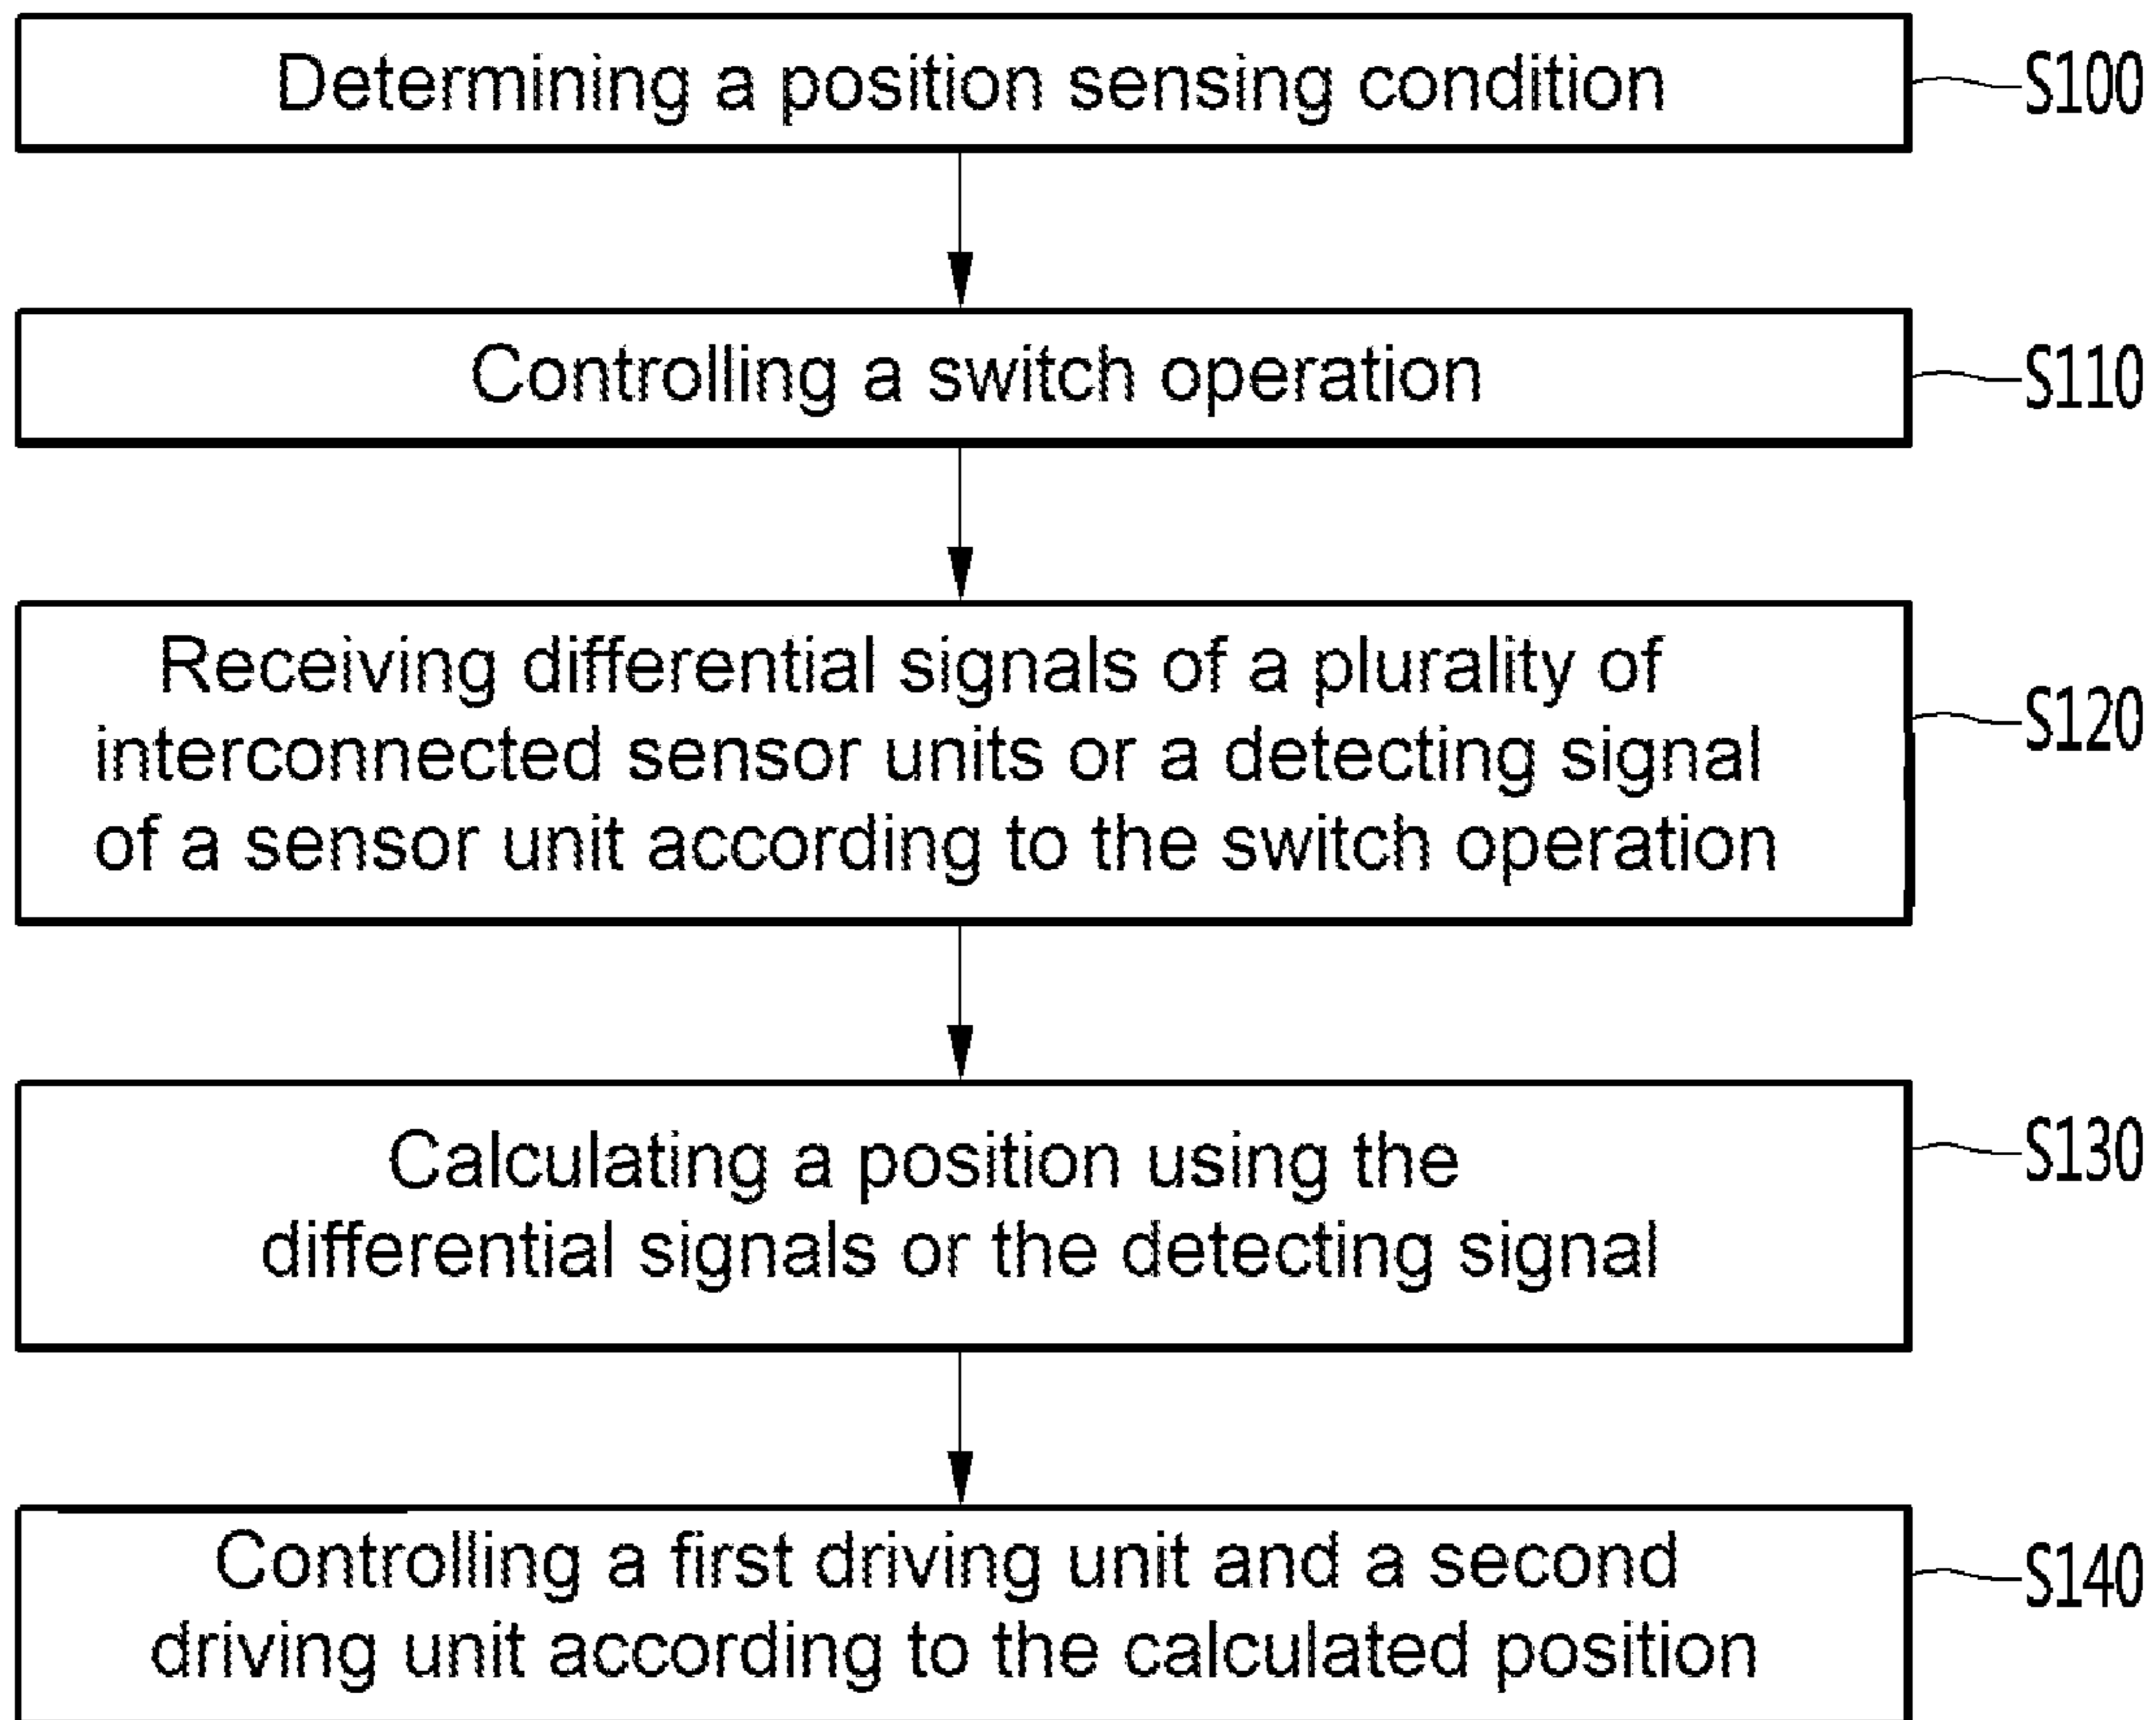 Determining a position sensing condition
S100
Controlling a switch operation
S110
Receiving differential signals of a plurality of
interconnected sensor units or a detecting signal
of a sensor unit according to the switch operation
S120
Calculating a position using the
differential signals or the detecting signal
S130
Controlling a first driving unit and a second
driving unit according to the calculated position
S140